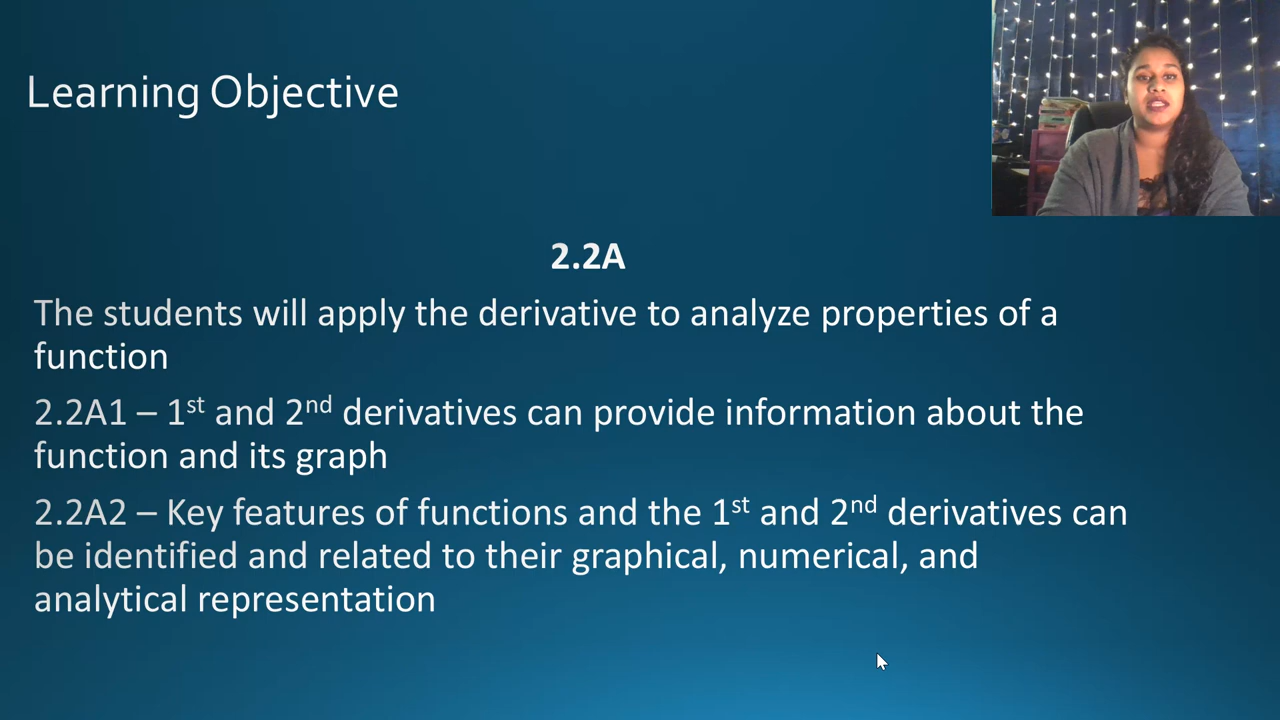 Learning Objective
2.2A
The students will apply the derivative to analyze properties of a
function
2.2A1 – 1st and 2nd derivatives can provide information about the
function and its graph
2.2A2 – Key features of functions and the 1st and 2nd derivatives can
be identified and related to their graphical, numerical, and
analytical representation